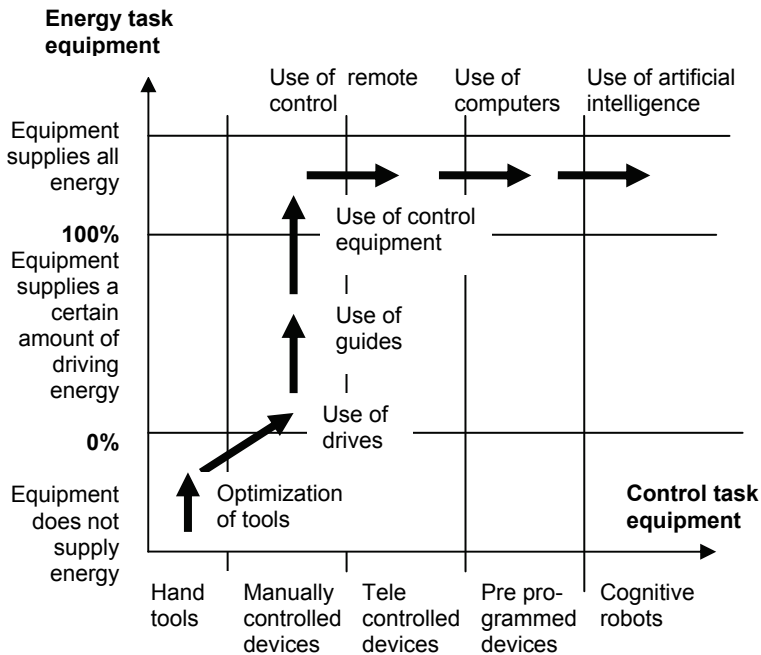 Energy task
equipment
Use of remote
control
Use of
computers
Use of artificial
intelligence
Equipment
supplies all
energy
Use of control
equipment
100%
Equipment
supplies a
certain
amount of
driving
energy
Use of
guides
Use of
drives
0%
Equipment
does not
supply
energy
Optimization
of tools
Control task
equipment
Hand
tools
Manually
controlled
devices
Tele
controlled
devices
Pre pro-
grammed
devices
Cognitive
robots